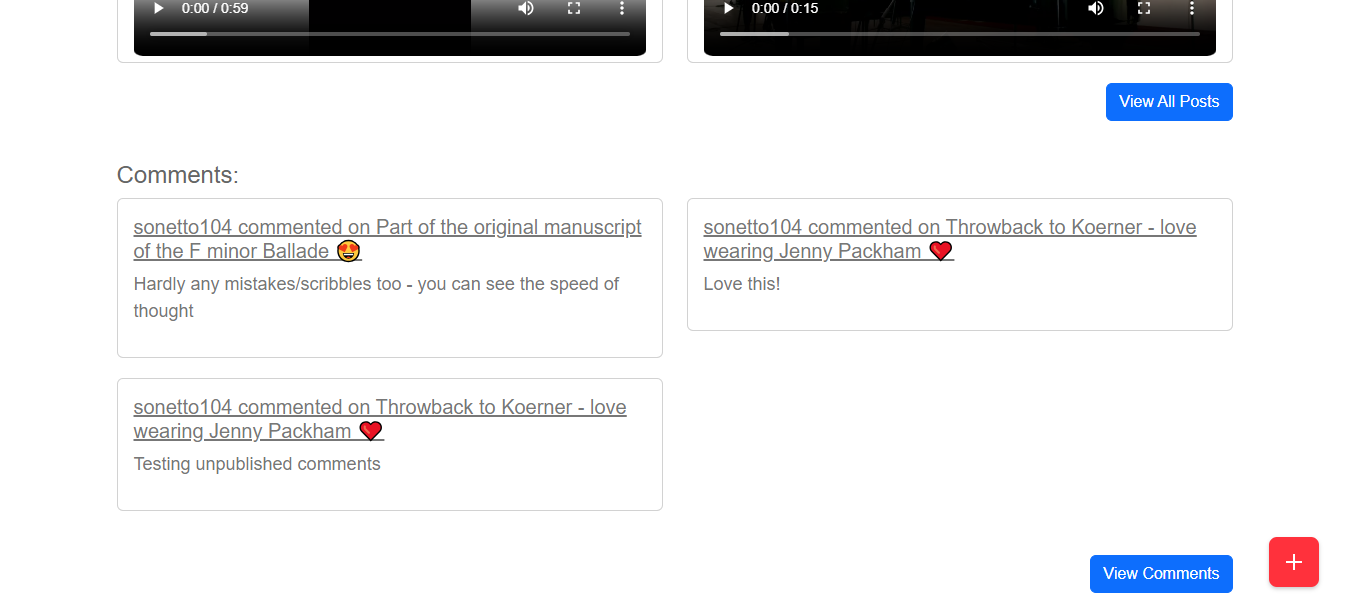 0:00 / 0:59
0:00 / 0:15
View All Posts
Comments:
sonetto104 commented on Part of the original manuscript
of the F minor Ballade 😍
Hardly any mistakes/scribbles too - you can see the speed of
thought
sonetto104 commented on Throwback to Koerner - love
wearing Jenny Packham ❤️
Love this!
sonetto104 commented on Throwback to Koerner - love
wearing Jenny Packham ❤️
Testing unpublished comments
View Comments
+